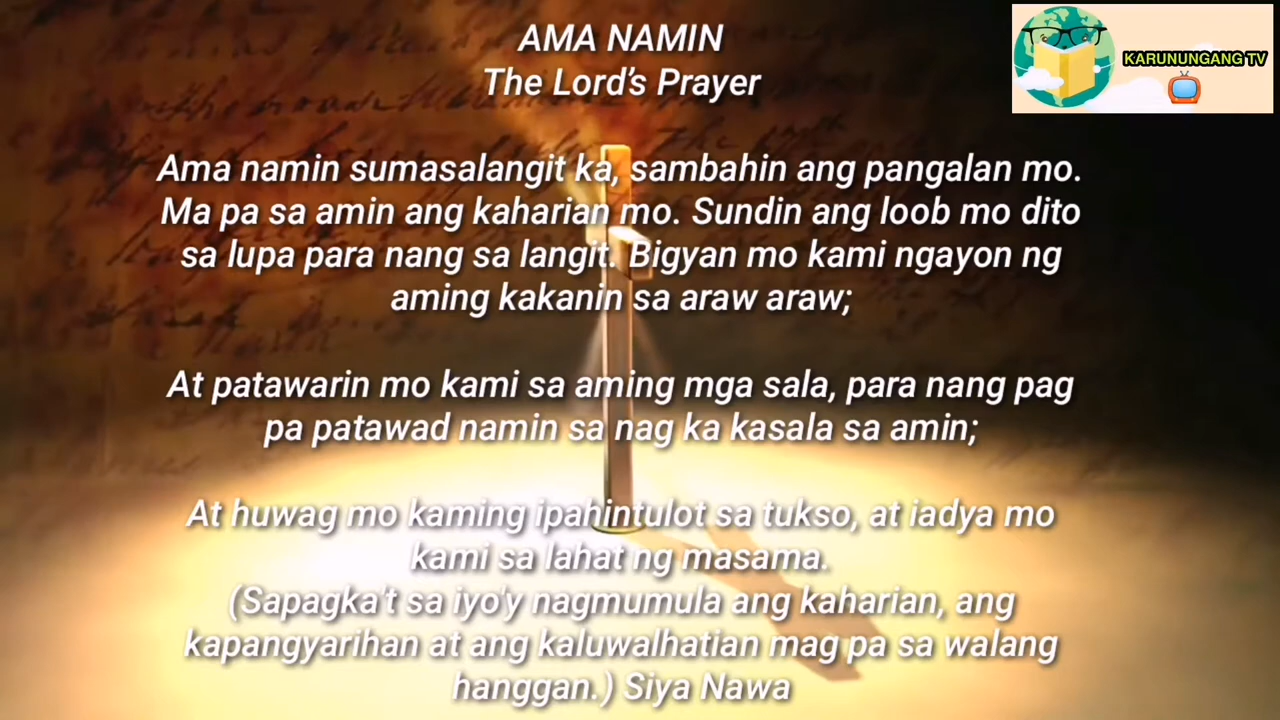 AMA NAMIN
The Lord's Prayer
KARUNUNGANG TV
Ama namin sumasalangit ka, sambahin ang pangalan mo.
Ma pa sa amin ang kaharian mo. Sundin ang loob mo dito
sa lupa para nang sa langit. Bigyan mo kami ngayon ng
aming kakanin sa araw araw;
At patawarin mo kami sa aming mga sala, para nang pag
pa patawad namin sa nag ka kasala sa amin;
At huwag mo kaming ipahintulot sa tukso, at iadya mo
kami sa lahat ng masama.
(Sapagka't sa iyo'y nagmumula ang kaharian, ang
kapangyarihan at ang kaluwalhatian mag pa sa walang
hanggan.) Siya Nawa